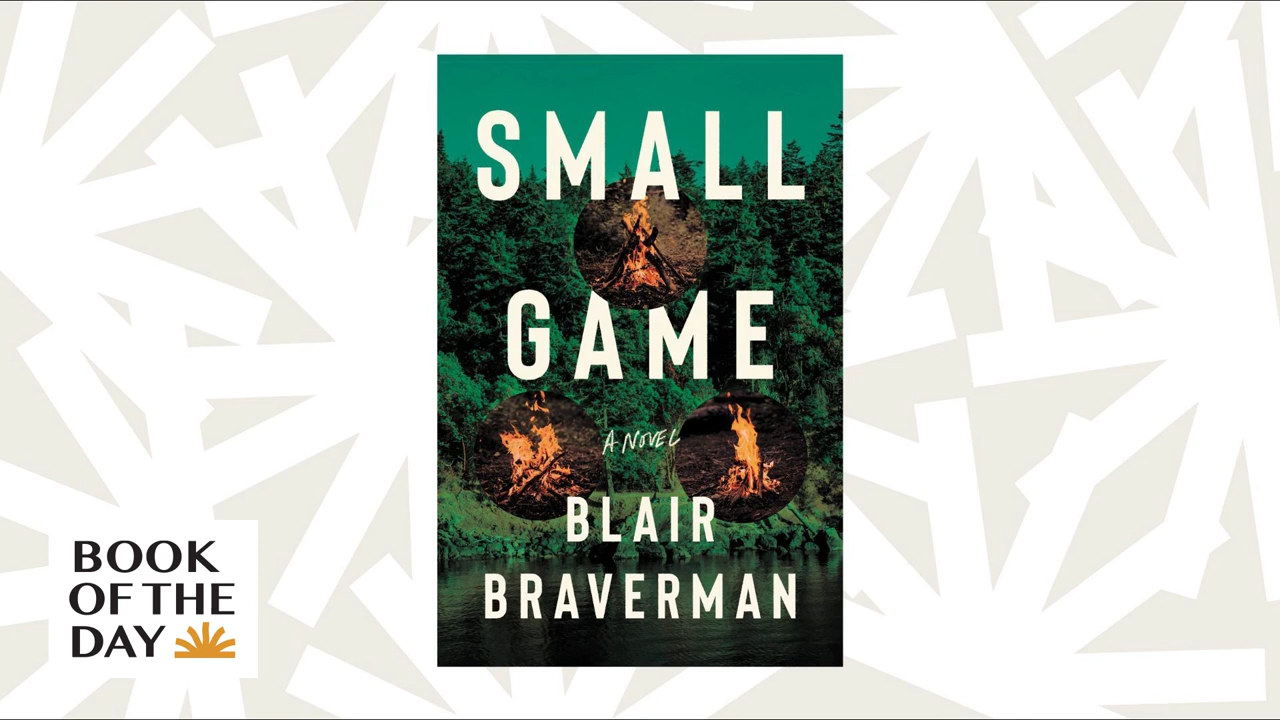 SMALL
GAME
A NOVEL
BLAIR
BRAVERMAN
BOOK
OF THE
DAY